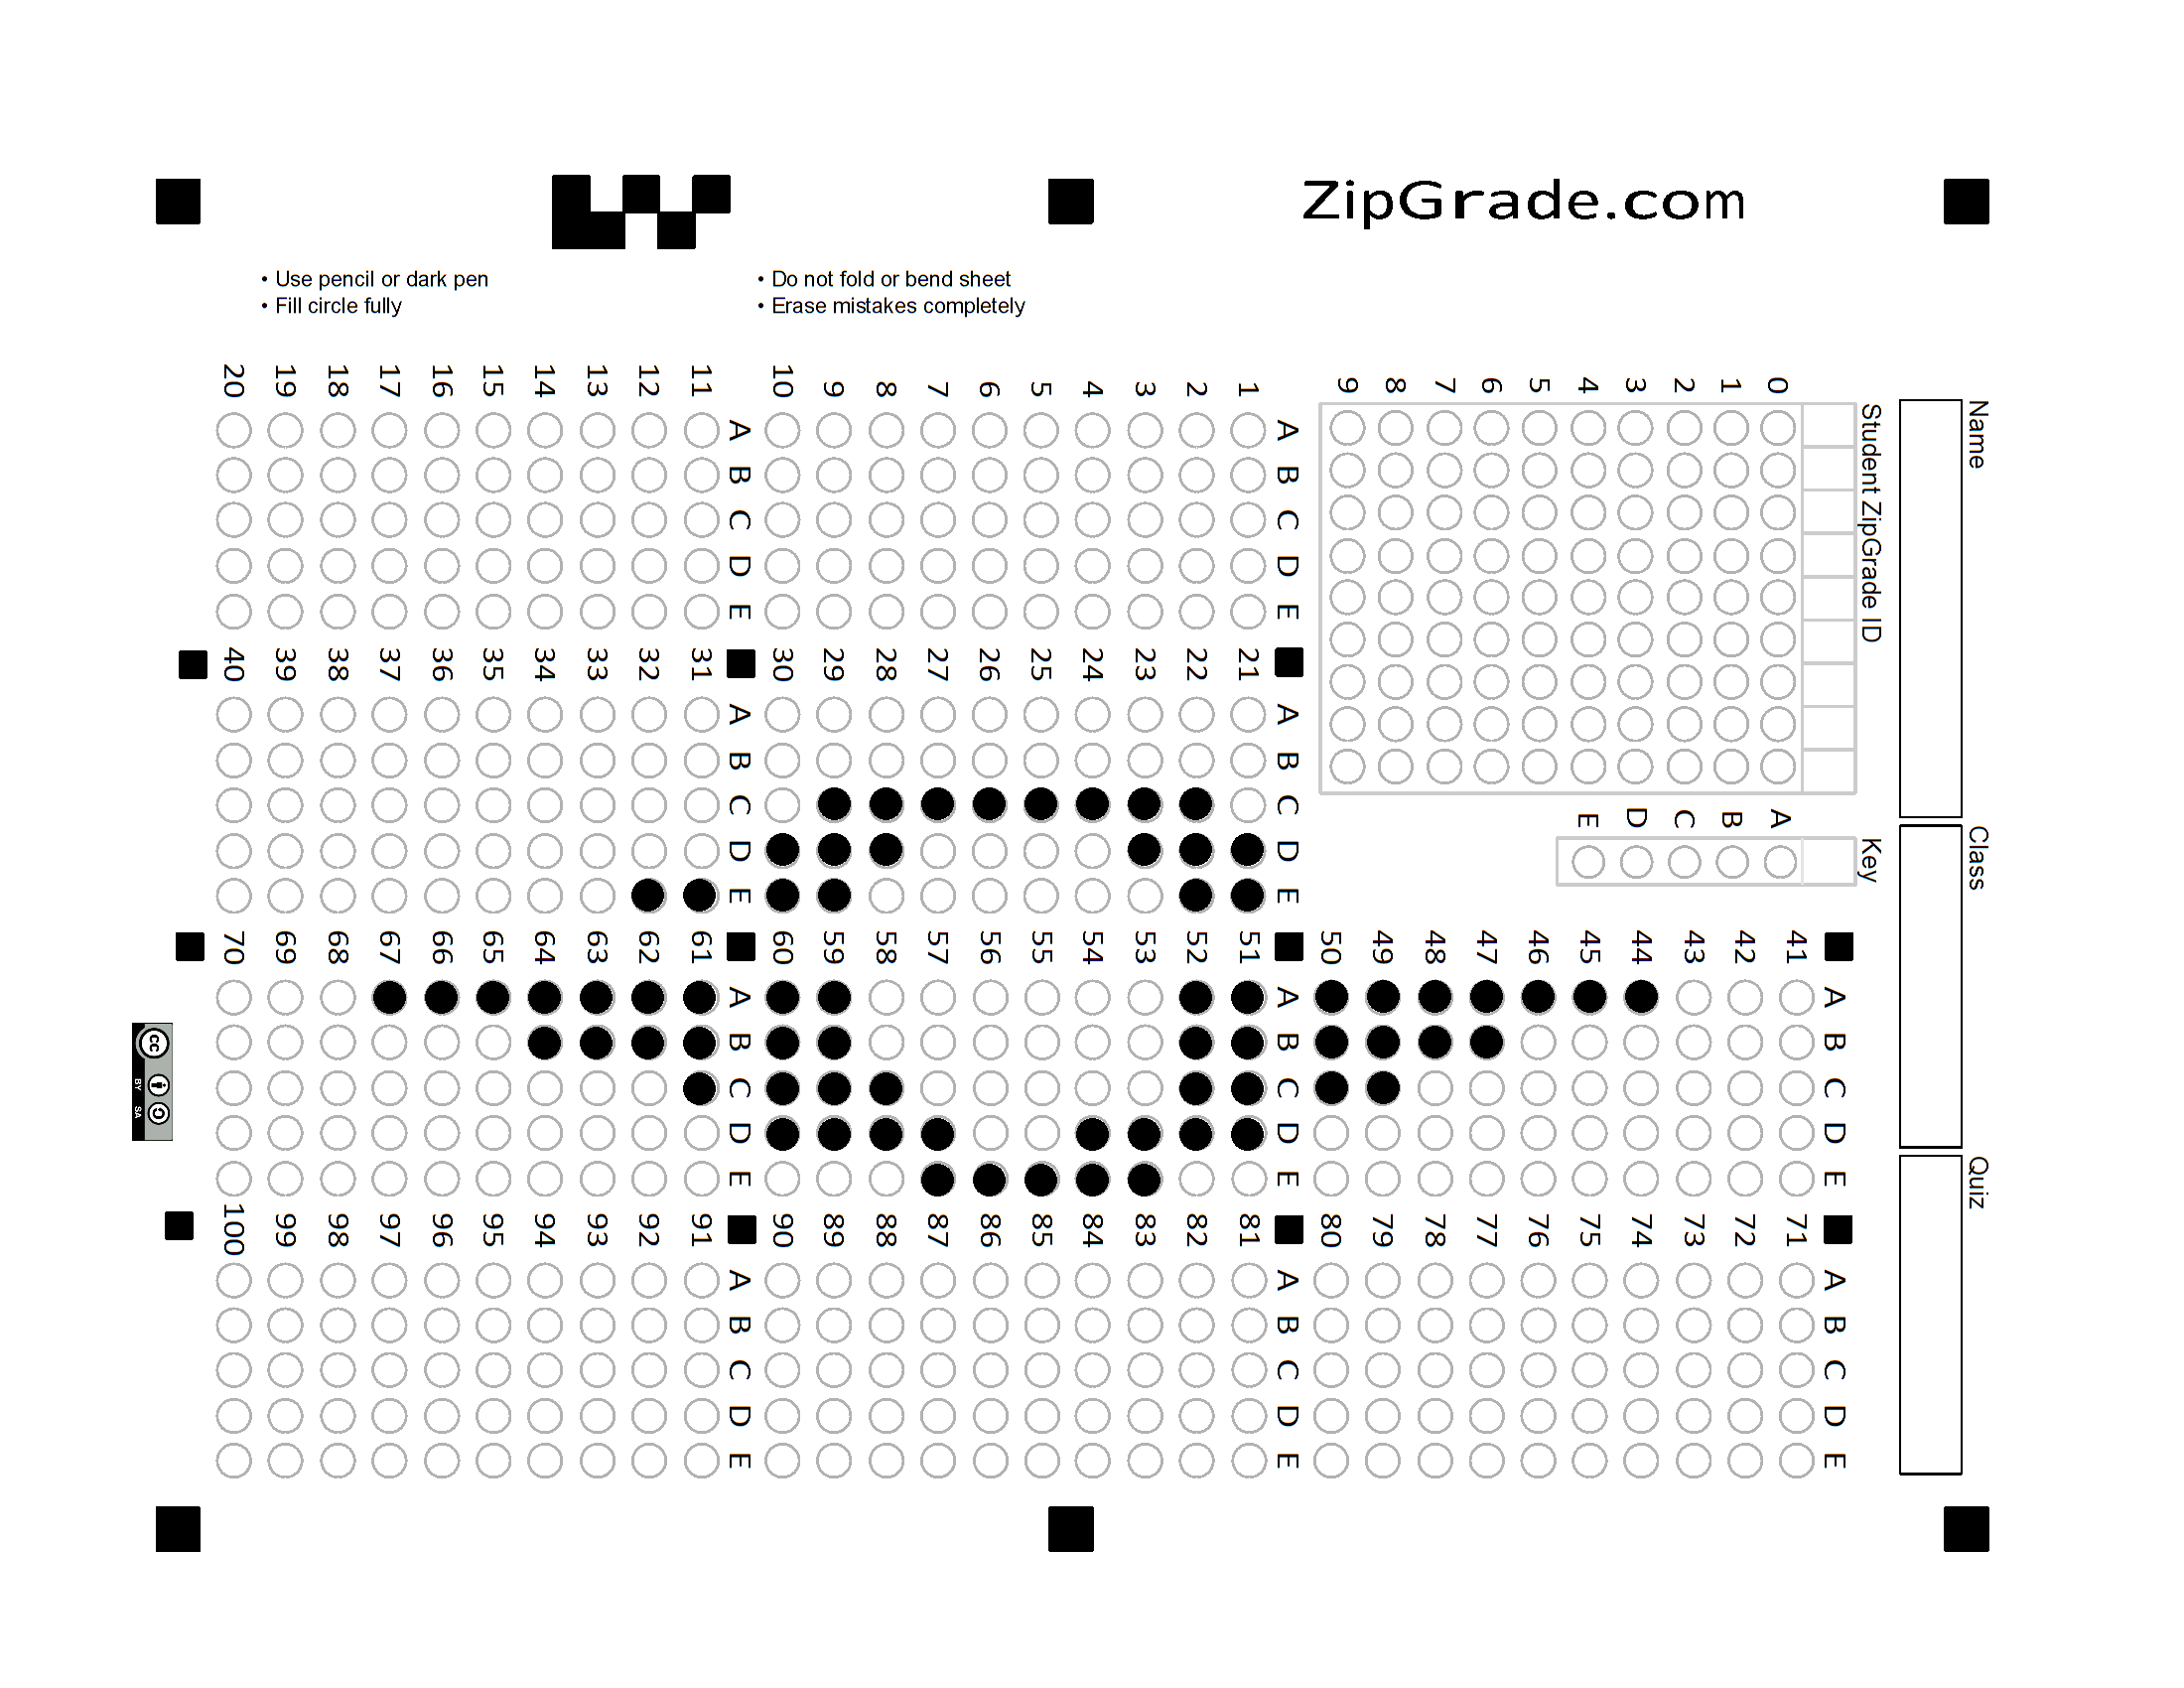 ZipGrade.com
• Use pencil or dark pen
• Fill circle fully
• Do not fold or bend sheet
• Erase mistakes completely
Name
Class
Quiz
Student ZipGrade ID
0 1 2 3 4 5 6 7 8 9
Key
A B C D E
1 2 3 4 5 6 7 8 9 10
A B C D E
11 12 13 14 15 16 17 18 19 20
A B C D E
21 22 23 24 25 26 27 28 29 30
A B C D E
31 32 33 34 35 36 37 38 39 40
A B C D E
41 42 43 44 45 46 47 48 49 50
A B C D E
51 52 53 54 55 56 57 58 59 60
A B C D E
61 62 63 64 65 66 67 68 69 70
A B C D E
71 72 73 74 75 76 77 78 79 80
A B C D E
81 82 83 84 85 86 87 88 89 90
A B C D E
91 92 93 94 95 96 97 98 99 100
A B C D E
cc
BY SA